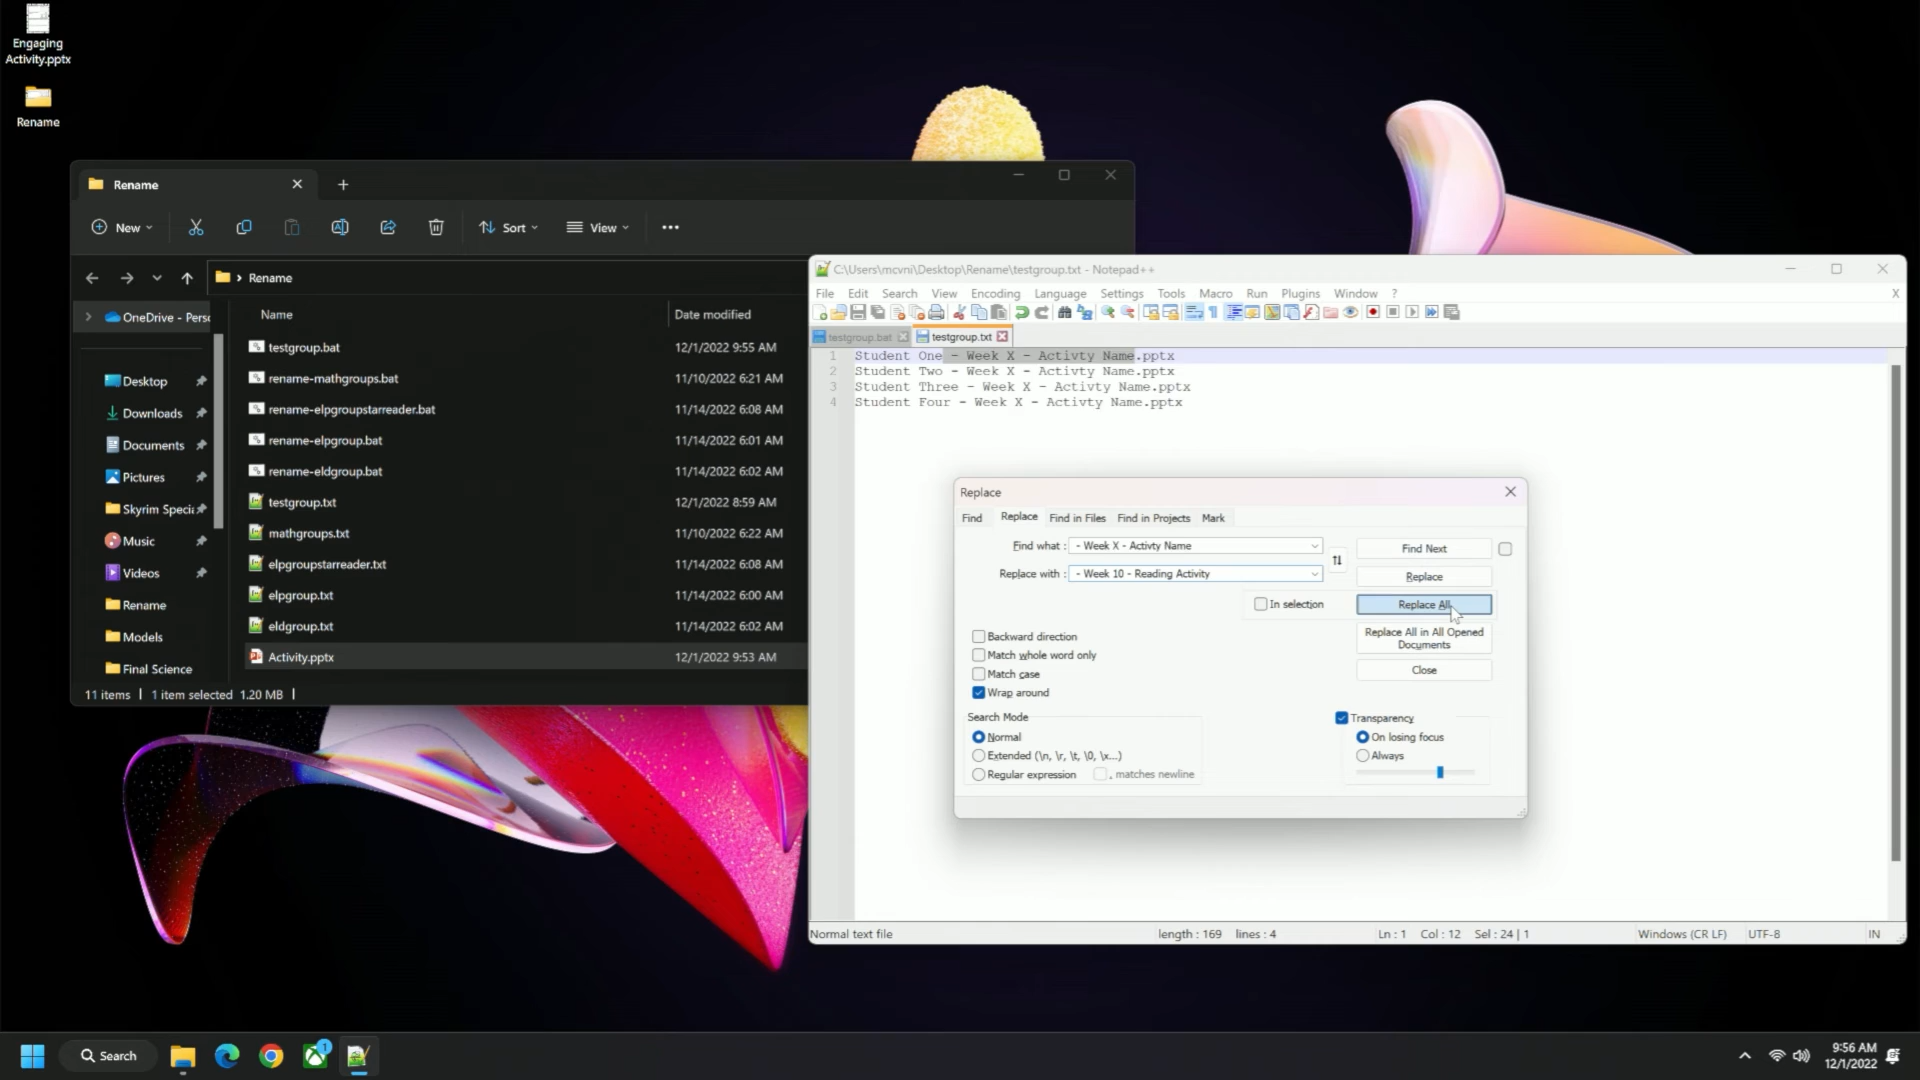 Engaging
Activity.pptx
Rename
Rename
New
Sort
View
Rename
OneDrive - Perso
Name
Date modified
testgroup.bat 12/1/2022 9:55 AM
rename-mathgroups.bat 11/10/2022 6:21 AM
Desktop
rename-elpgroupstarreader.bat 11/14/2022 6:08 AM
Downloads
rename-elpgroup.bat 11/14/2022 6:01 AM
Documents
rename-eldgroup.bat 11/14/2022 6:02 AM
Pictures
testgroup.txt 12/1/2022 8:59 AM
Skyrim Specia
mathgroups.txt 11/10/2022 6:22 AM
Music
elpgroupstarreader.txt 11/14/2022 6:08 AM
Videos
elpgroup.txt 11/14/2022 6:00 AM
Rename
eldgroup.txt 11/14/2022 6:02 AM
Models
Activity.pptx 12/1/2022 9:53 AM
Final Science
11 items 1 item selected 1.20 MB
C:\Users\mcvni\Desktop\Rename\testgroup.txt - Notepad++
File Edit Search View Encoding Language Settings Tools Macro Run Plugins Window ? X
testgroup.bat testgroup.txt
1 Student One - Week X - Activty Name.pptx
2 Student Two - Week X - Activty Name.pptx
3 Student Three - Week X - Activty Name.pptx
4 Student Four - Week X - Activty Name.pptx
Replace
Find Replace Find in Files Find in Projects Mark
Find what : - Week X - Activty Name
Find Next
Replace with : - Week 10 - Reading Activity
Replace
In selection
Replace All
Replace All in All Opened
Documents
Close
Backward direction
Match whole word only
Match case
Wrap around
Search Mode
Normal
Extended (\n, \r, \t, \0, \x...)
Regular expression
. matches newline
Transparency
On losing focus
Always
Normal text file length : 169 lines : 4 Ln : 1 Col : 12 Sel : 24 | 1 Windows (CR LF) UTF-8 IN
Search
1
9:56 AM
12/1/2022